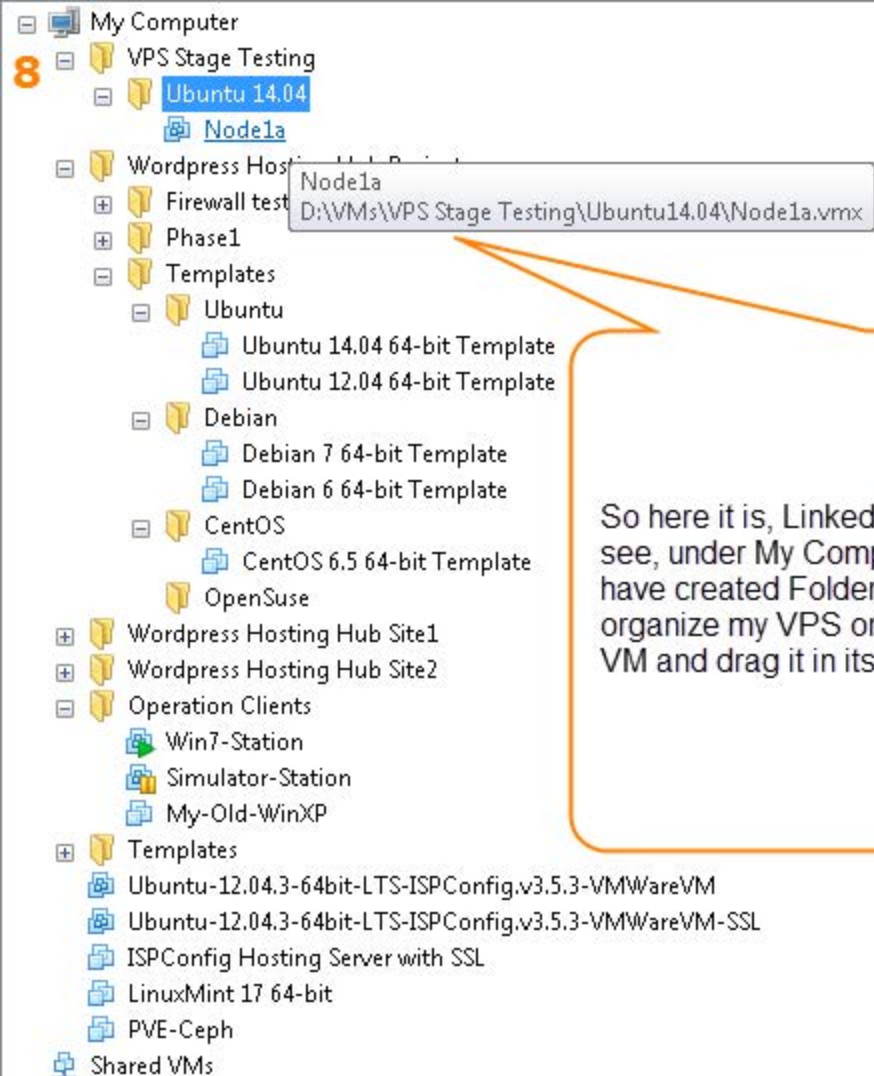 My Computer
8
VPS Stage Testing
Ubuntu 14.04
Node1a
Wordpress Hosting Hub Project
Node1a
D:\VMs\VPS Stage Testing\Ubuntu14.04\Node1a.vmx
Firewall test
Phase1
Templates
Ubuntu
Ubuntu 14.04 64-bit Template
Ubuntu 12.04 64-bit Template
Debian
Debian 7 64-bit Template
Debian 6 64-bit Template
CentOS
CentOS 6.5 64-bit Template
OpenSuse
So here it is, Linked
see, under My Comp
have created Folder
organize my VPS or
VM and drag it in its
Wordpress Hosting Hub Site1
Wordpress Hosting Hub Site2
Operation Clients
Win7-Station
Simulator-Station
My-Old-WinXP
Templates
Ubuntu-12.04.3-64bit-LTS-ISPConfig.v3.5.3-VMWareVM
Ubuntu-12.04.3-64bit-LTS-ISPConfig.v3.5.3-VMWareVM-SSL
ISPConfig Hosting Server with SSL
LinuxMint 17 64-bit
PVE-Ceph
Shared VMs